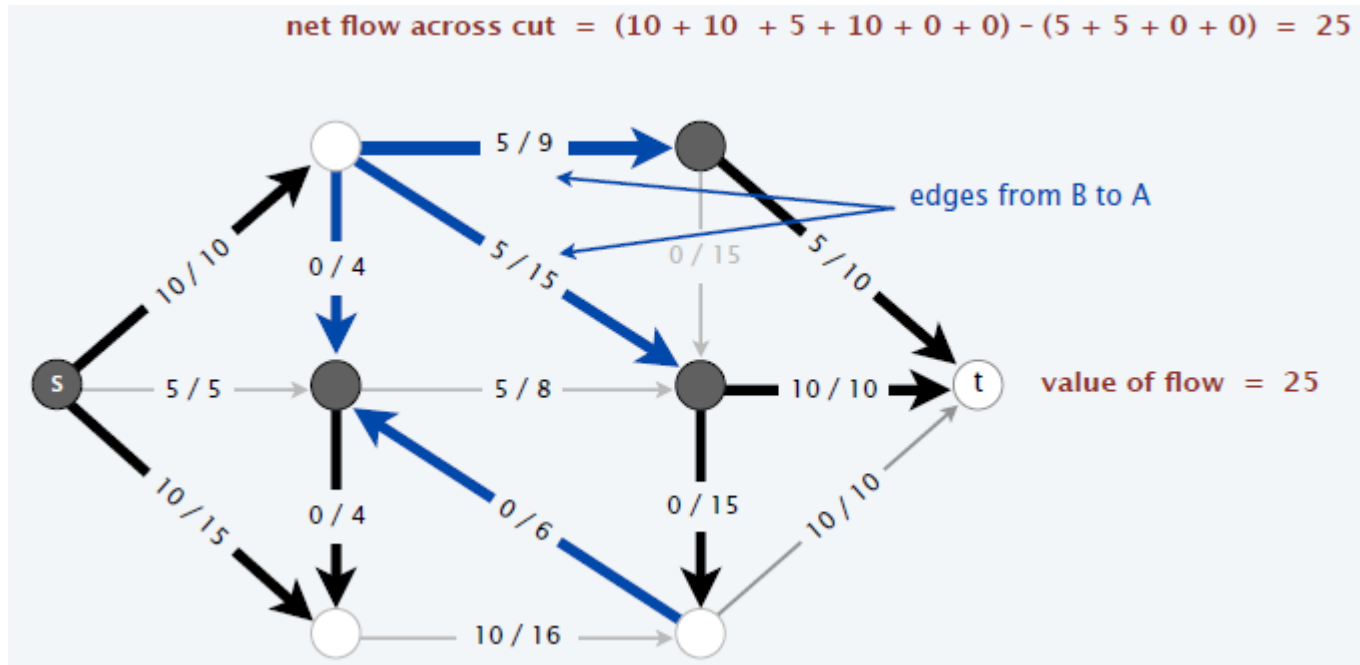 net flow across cut = (10 + 10 + 5 + 10 + 0 + 0) – (5 + 5 + 0 + 0) = 25
5 / 9
edges from B to A
10 / 10
0 / 4
5 / 15
0 / 15
5 / 10
s
5 / 5
5 / 8
10 / 10
t
value of flow = 25
10 / 15
0 / 4
0 / 6
0 / 15
10 / 10
10 / 16